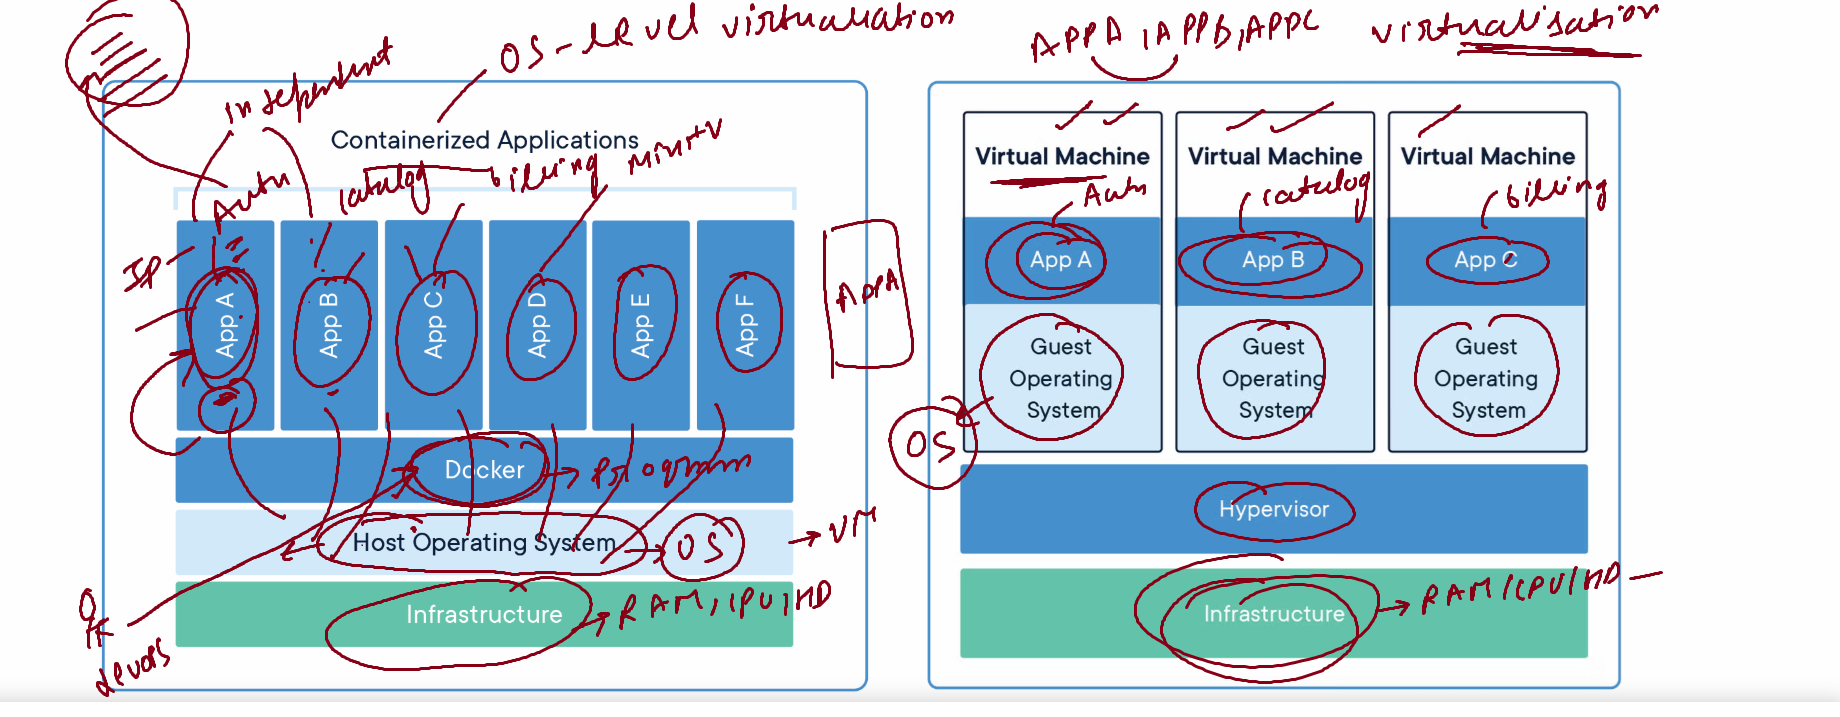 OS-level virtualization
APPA, APPB, APPC
virtualisation
independent
Containerized Applications
Auth
catalog
billing
IP
App A
App B
App C
App D
App E
App F
APPA
Docker
program
Host Operating System
OS
VM
Infrastructure
RAM, CPU, HD
devops
Virtual Machine
Virtual Machine
Virtual Machine
Auth
catalog
billing
App A
App B
App C
Guest
Operating
System
Guest
Operating
System
Guest
Operating
System
OS
Hypervisor
Infrastructure
RAM/CPU/HD